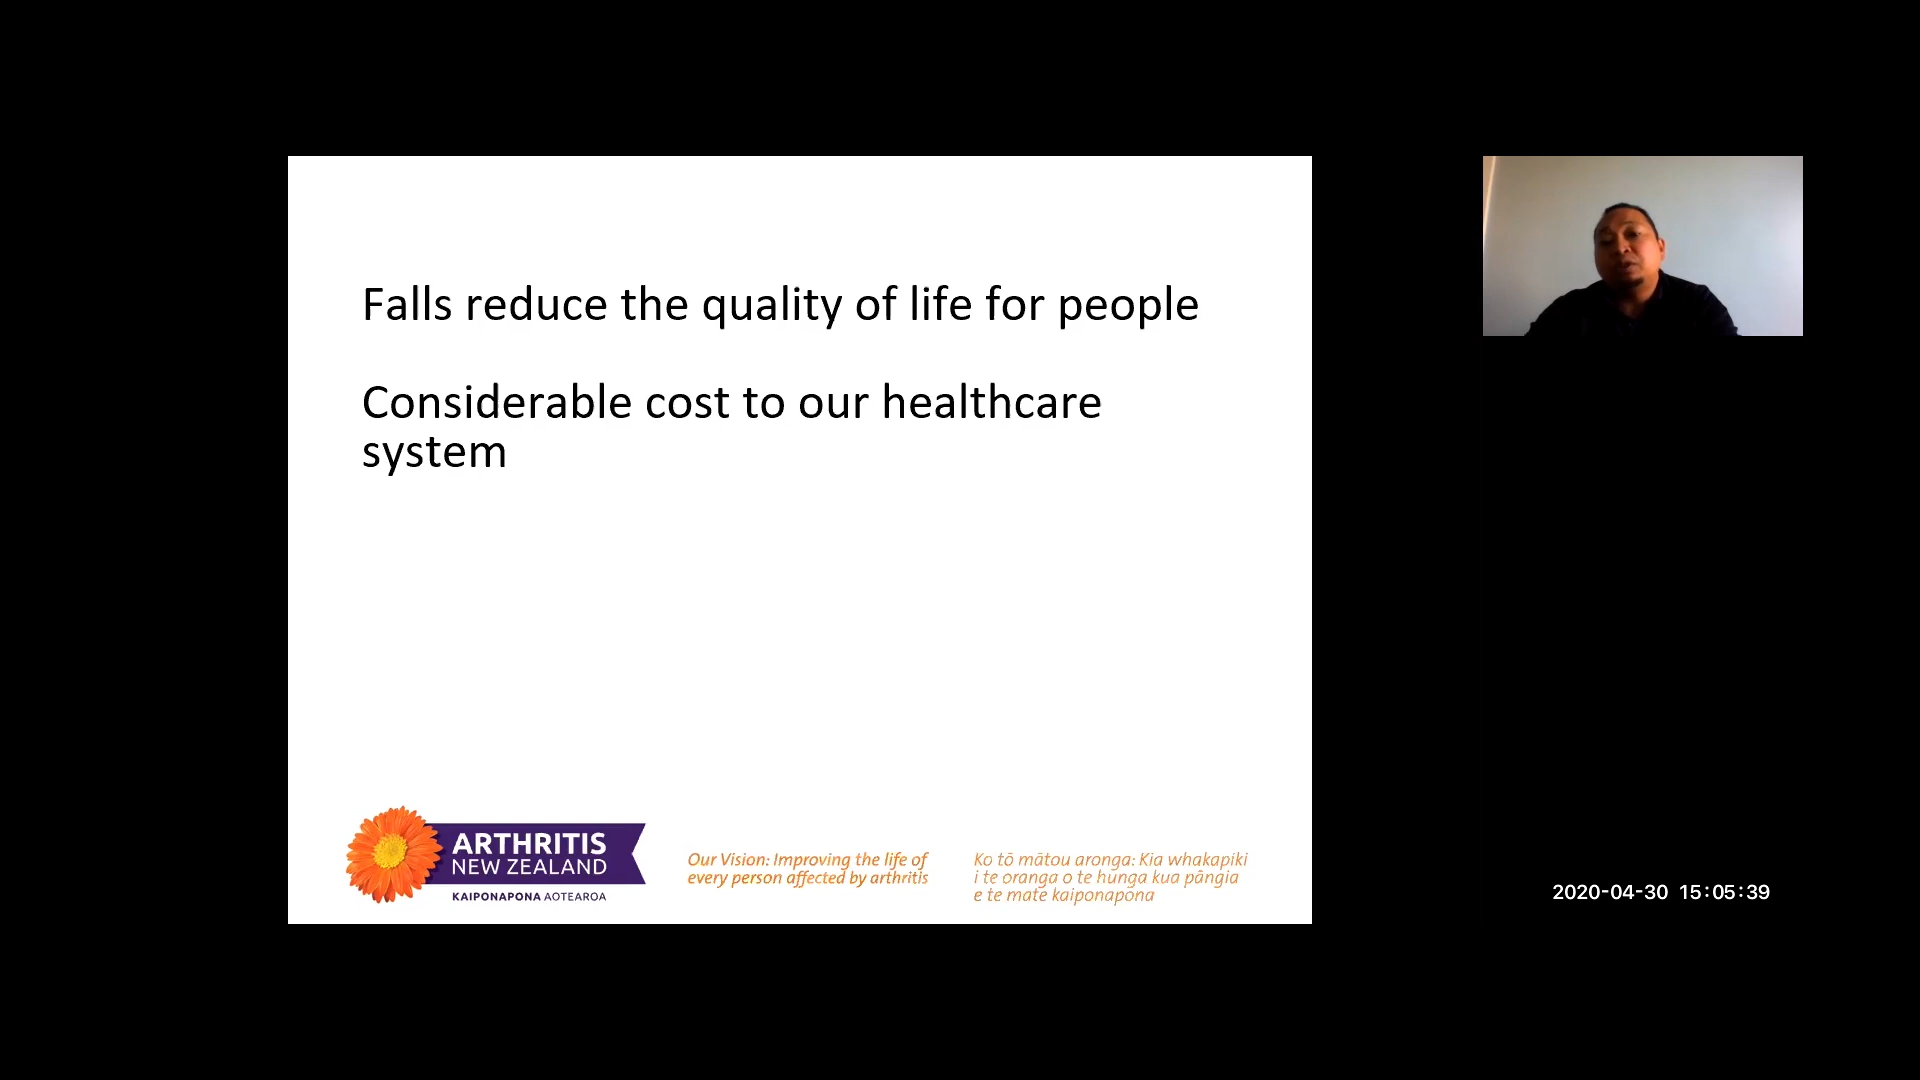 Falls reduce the quality of life for people
Considerable cost to our healthcare
system
ARTHRITIS
NEW ZEALAND
KAIPONAPONA AOTEAROA
Our Vision: Improving the life of
every person affected by arthritis
Ko tō mātou aronga: Kia whakapiki
i te oranga o te hunga kua pāngia
e te mate kaiponapona
2020-04-30 15:05:39